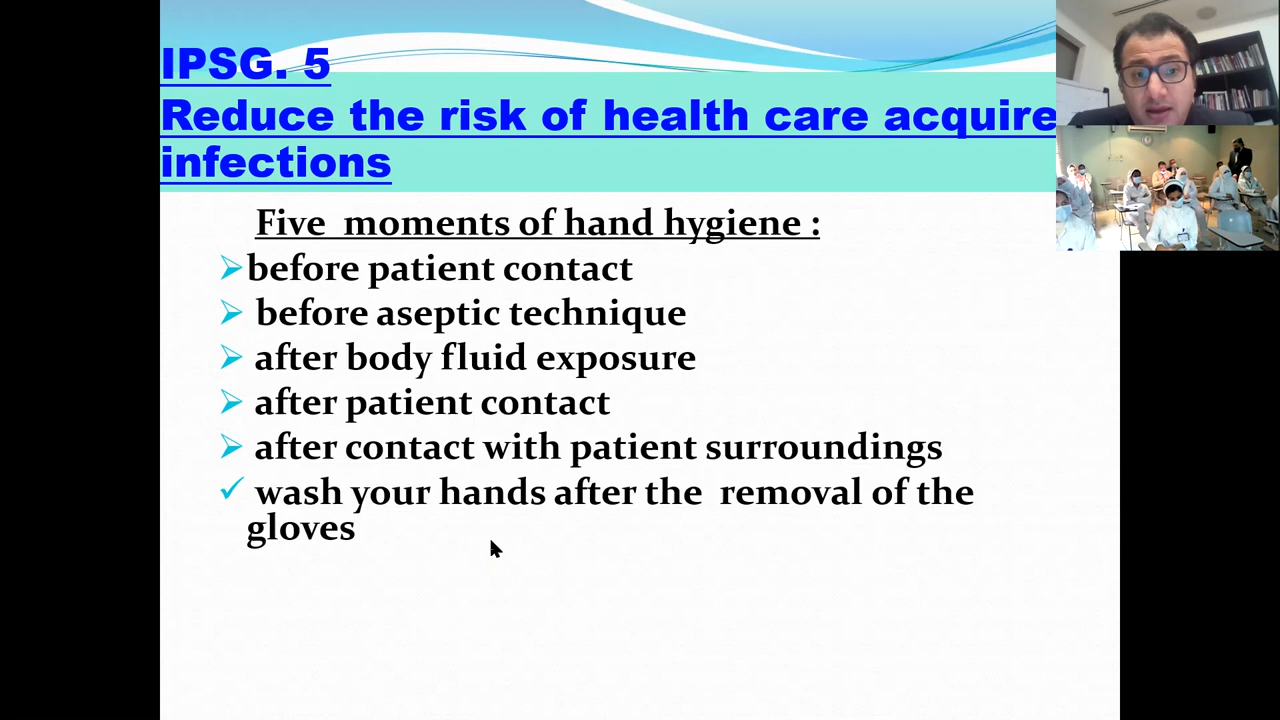 IPSG. 5
Reduce the risk of health care acquire
infections
Five moments of hand hygiene :
before patient contact
before aseptic technique
after body fluid exposure
after patient contact
after contact with patient surroundings
wash your hands after the removal of the
gloves